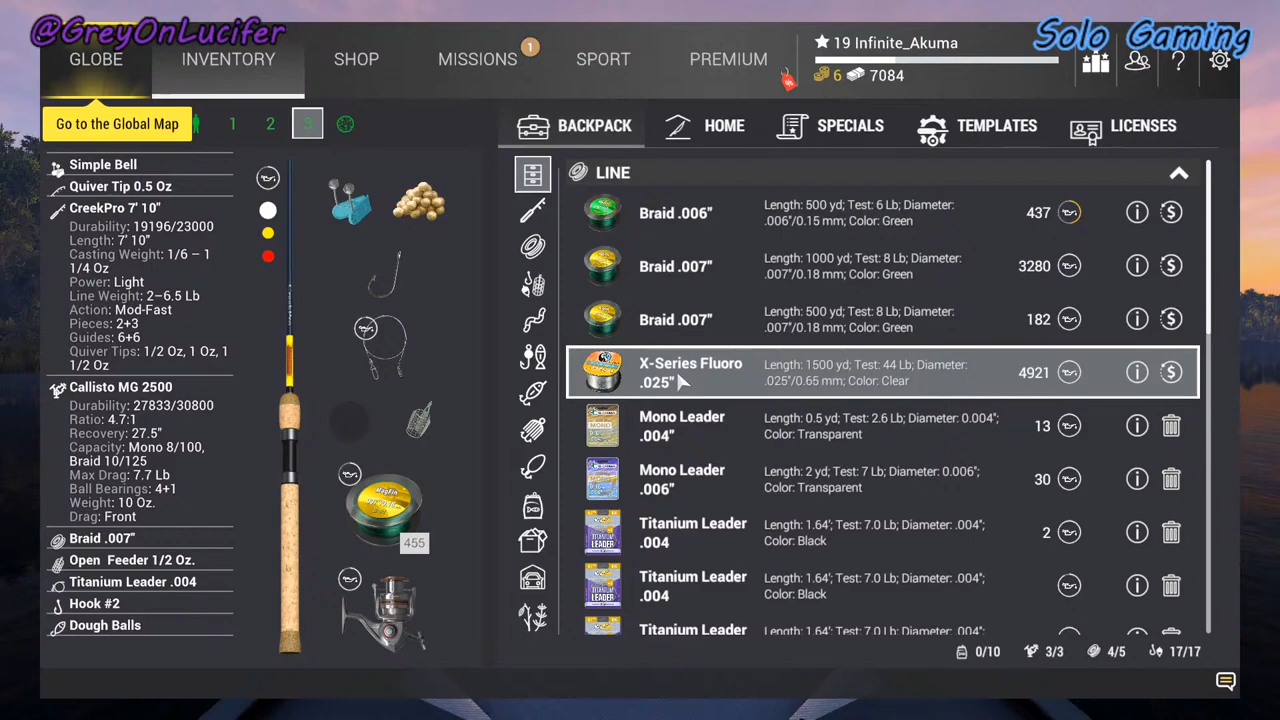 @GreyOnLucifer
Solo Gaming
GLOBE
INVENTORY
SHOP
MISSIONS
1
SPORT
PREMIUM
19 Infinite_Akuma
6 7084
?
Go to the Global Map
1
2
3
BACKPACK
HOME
SPECIALS
TEMPLATES
LICENSES
Simple Bell
Quiver Tip 0.5 Oz
CreekPro 7' 10"
Durability: 19196/23000
Length: 7' 10"
Casting Weight: 1/6 – 1
1/4 Oz
Power: Light
Line Weight: 2–6.5 Lb
Action: Mod-Fast
Pieces: 2+3
Guides: 6+6
Quiver Tips: 1/2 Oz, 1 Oz, 1
1/2 Oz
Callisto MG 2500
Durability: 27833/30800
Ratio: 4.7:1
Recovery: 27.5"
Capacity: Mono 8/100,
Braid 10/125
Max Drag: 7.7 Lb
Ball Bearings: 4+1
Weight: 10 Oz.
Drag: Front
Braid .007"
Open Feeder 1/2 Oz.
Titanium Leader .004
Hook #2
Dough Balls
455
LINE
Braid .006"
Length: 500 yd; Test: 6 Lb; Diameter:
.006"/0.15 mm; Color: Green
437
Braid .007"
Length: 1000 yd; Test: 8 Lb; Diameter:
.007"/0.18 mm; Color: Green
3280
Braid .007"
Length: 500 yd; Test: 8 Lb; Diameter:
.007"/0.18 mm; Color: Green
182
X-Series Fluoro
.025"
Length: 1500 yd; Test: 44 Lb; Diameter:
.025"/0.65 mm; Color: Clear
4921
Mono Leader
.004"
Length: 0.5 yd; Test: 2.6 Lb; Diameter: 0.004";
Color: Transparent
13
Mono Leader
.006"
Length: 2 yd; Test: 7 Lb; Diameter: 0.006";
Color: Transparent
30
Titanium Leader
.004
Length: 1.64'; Test: 7.0 Lb; Diameter: .004";
Color: Black
2
Titanium Leader
.004
Length: 1.64'; Test: 7.0 Lb; Diameter: .004";
Color: Black
Titanium Leader
Length: 1.64'; Test: 7.0 Lb; Diameter: .004";
0/10
3/3
4/5
17/17